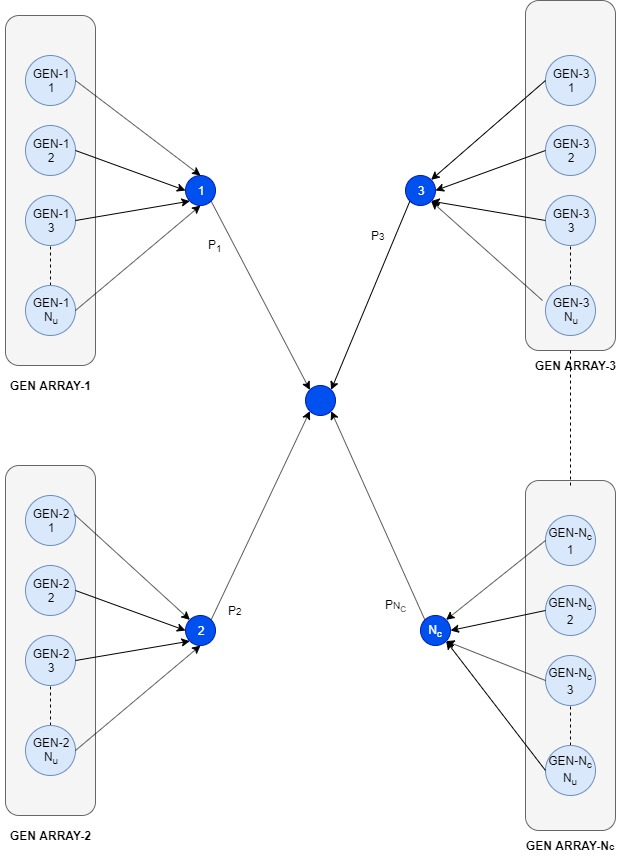 GEN-1
1
GEN-1
2
GEN-1
3
GEN-1
Nu
GEN ARRAY-1
1
P1
GEN-3
1
GEN-3
2
GEN-3
3
GEN-3
Nu
GEN ARRAY-3
3
P3
GEN-2
1
GEN-2
2
GEN-2
3
GEN-2
Nu
GEN ARRAY-2
2
P2
GEN-Nc
1
GEN-Nc
2
GEN-Nc
3
GEN-Nc
Nu
GEN ARRAY-Nc
Nc
PNC